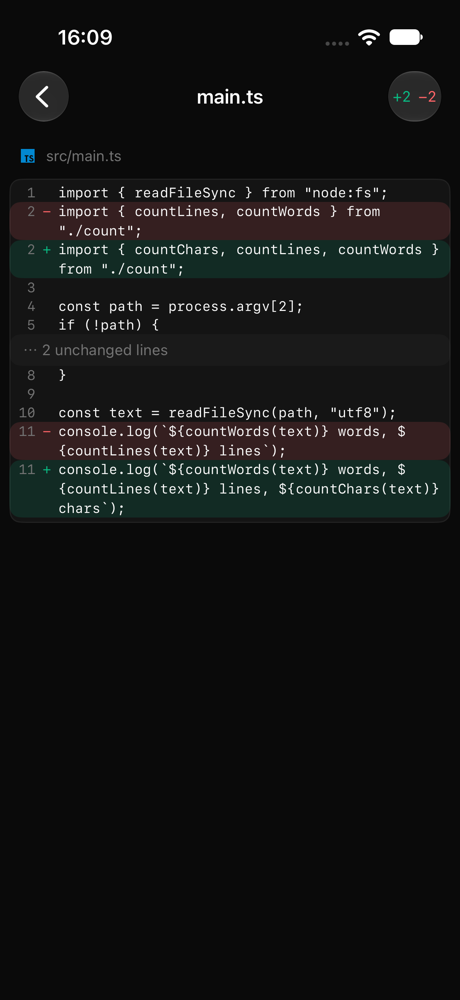 16:09
main.ts
+2 −2
TS src/main.ts
1 import { readFileSync } from "node:fs";
2 − import { countLines, countWords } from
"./count";
2 + import { countChars, countLines, countWords }
from "./count";
3
4 const path = process.argv[2];
5 if (!path) {
··· 2 unchanged lines
8 }
9
10 const text = readFileSync(path, "utf8");
11 − console.log(`${countWords(text)} words, $
{countLines(text)} lines`);
11 + console.log(`${countWords(text)} words, $
{countLines(text)} lines, ${countChars(text)}
chars`);